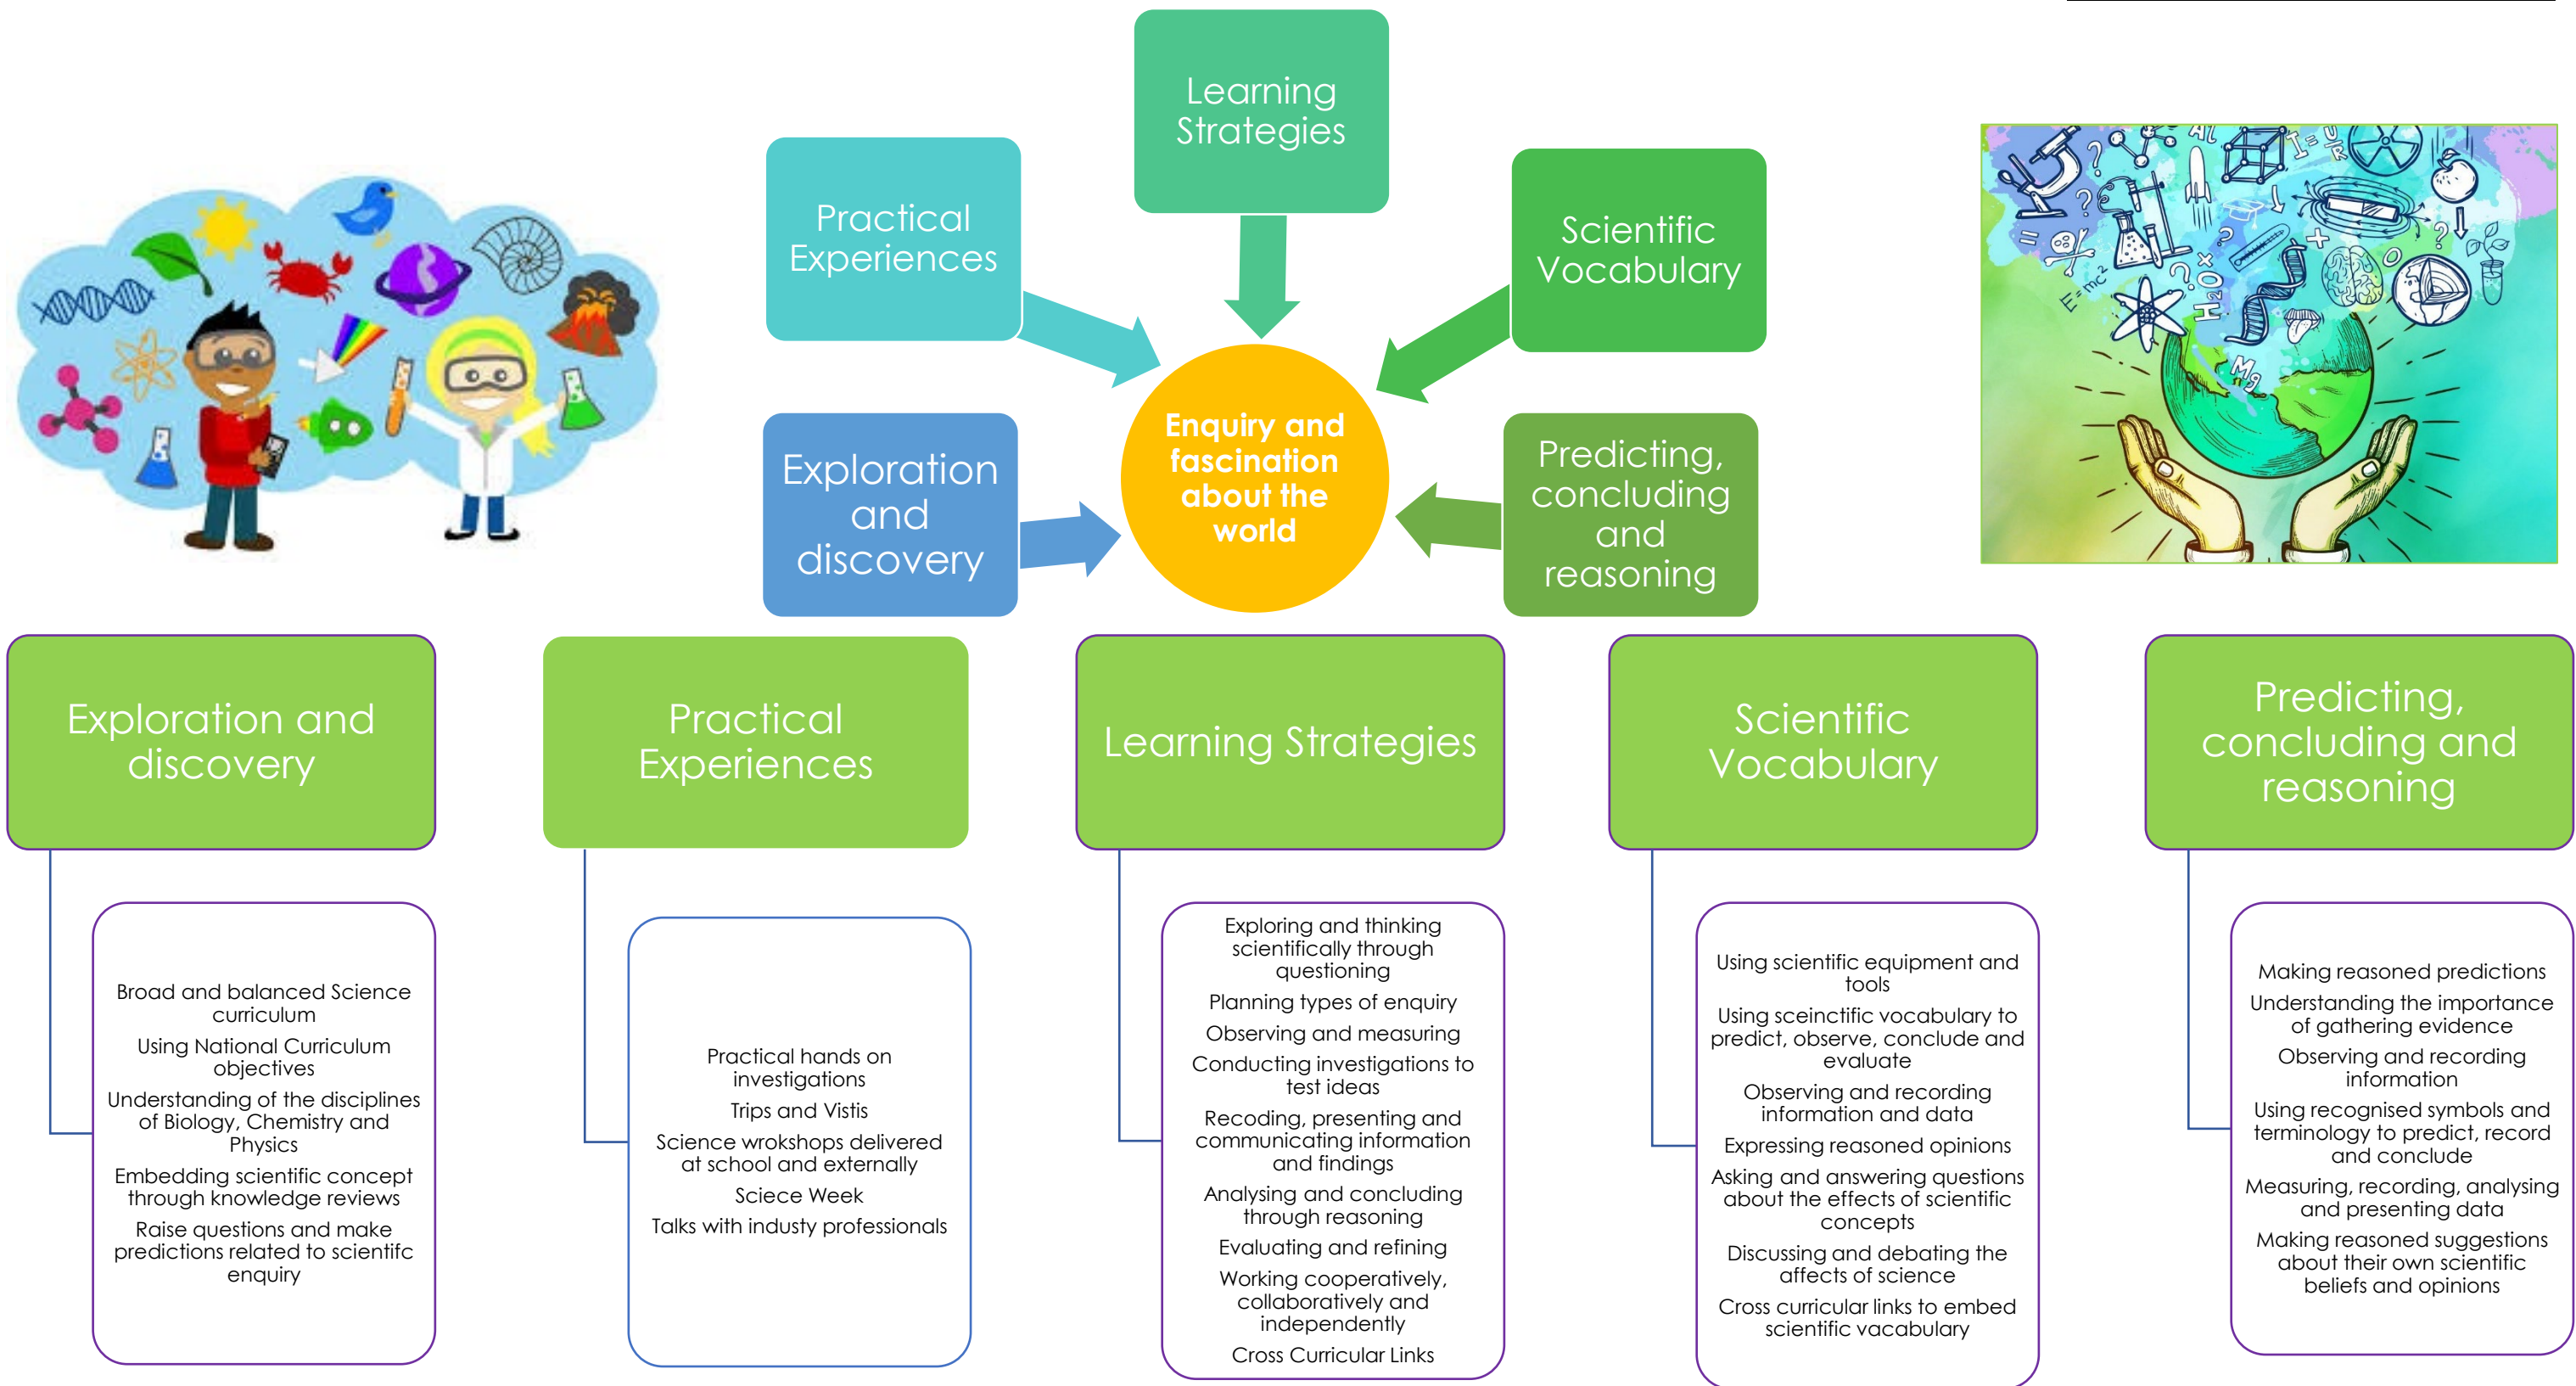 Learning
Strategies
Practical
Experiences
Scientific
Vocabulary
Exploration
and
discovery
Enquiry and
fascination
about the
world
Predicting,
concluding
and
reasoning
Al
I=U/R
E=mc²
H₂O
Mg
Exploration and
discovery
Broad and balanced Science
curriculum
Using National Curriculum
objectives
Understanding of the disciplines
of Biology, Chemistry and
Physics
Embedding scientific concept
through knowledge reviews
Raise questions and make
predictions related to scientifc
enquiry
Practical
Experiences
Practical hands on
investigations
Trips and Vistis
Science wrokshops delivered
at school and externally
Sciece Week
Talks with industy professionals
Learning Strategies
Exploring and thinking
scientifically through
questioning
Planning types of enquiry
Observing and measuring
Conducting investigations to
test ideas
Recoding, presenting and
communicating information
and findings
Analysing and concluding
through reasoning
Evaluating and refining
Working cooperatively,
collaboratively and
independently
Cross Curricular Links
Scientific
Vocabulary
Using scientific equipment and
tools
Using sceinctific vocabulary to
predict, observe, conclude and
evaluate
Observing and recording
information and data
Expressing reasoned opinions
Asking and answering questions
about the effects of scientific
concepts
Discussing and debating the
affects of science
Cross curricular links to embed
scientific vacabulary
Predicting,
concluding and
reasoning
Making reasoned predictions
Understanding the importance
of gathering evidence
Observing and recording
information
Using recognised symbols and
terminology to predict, record
and conclude
Measuring, recording, analysing
and presenting data
Making reasoned suggestions
about their own scientific
beliefs and opinions